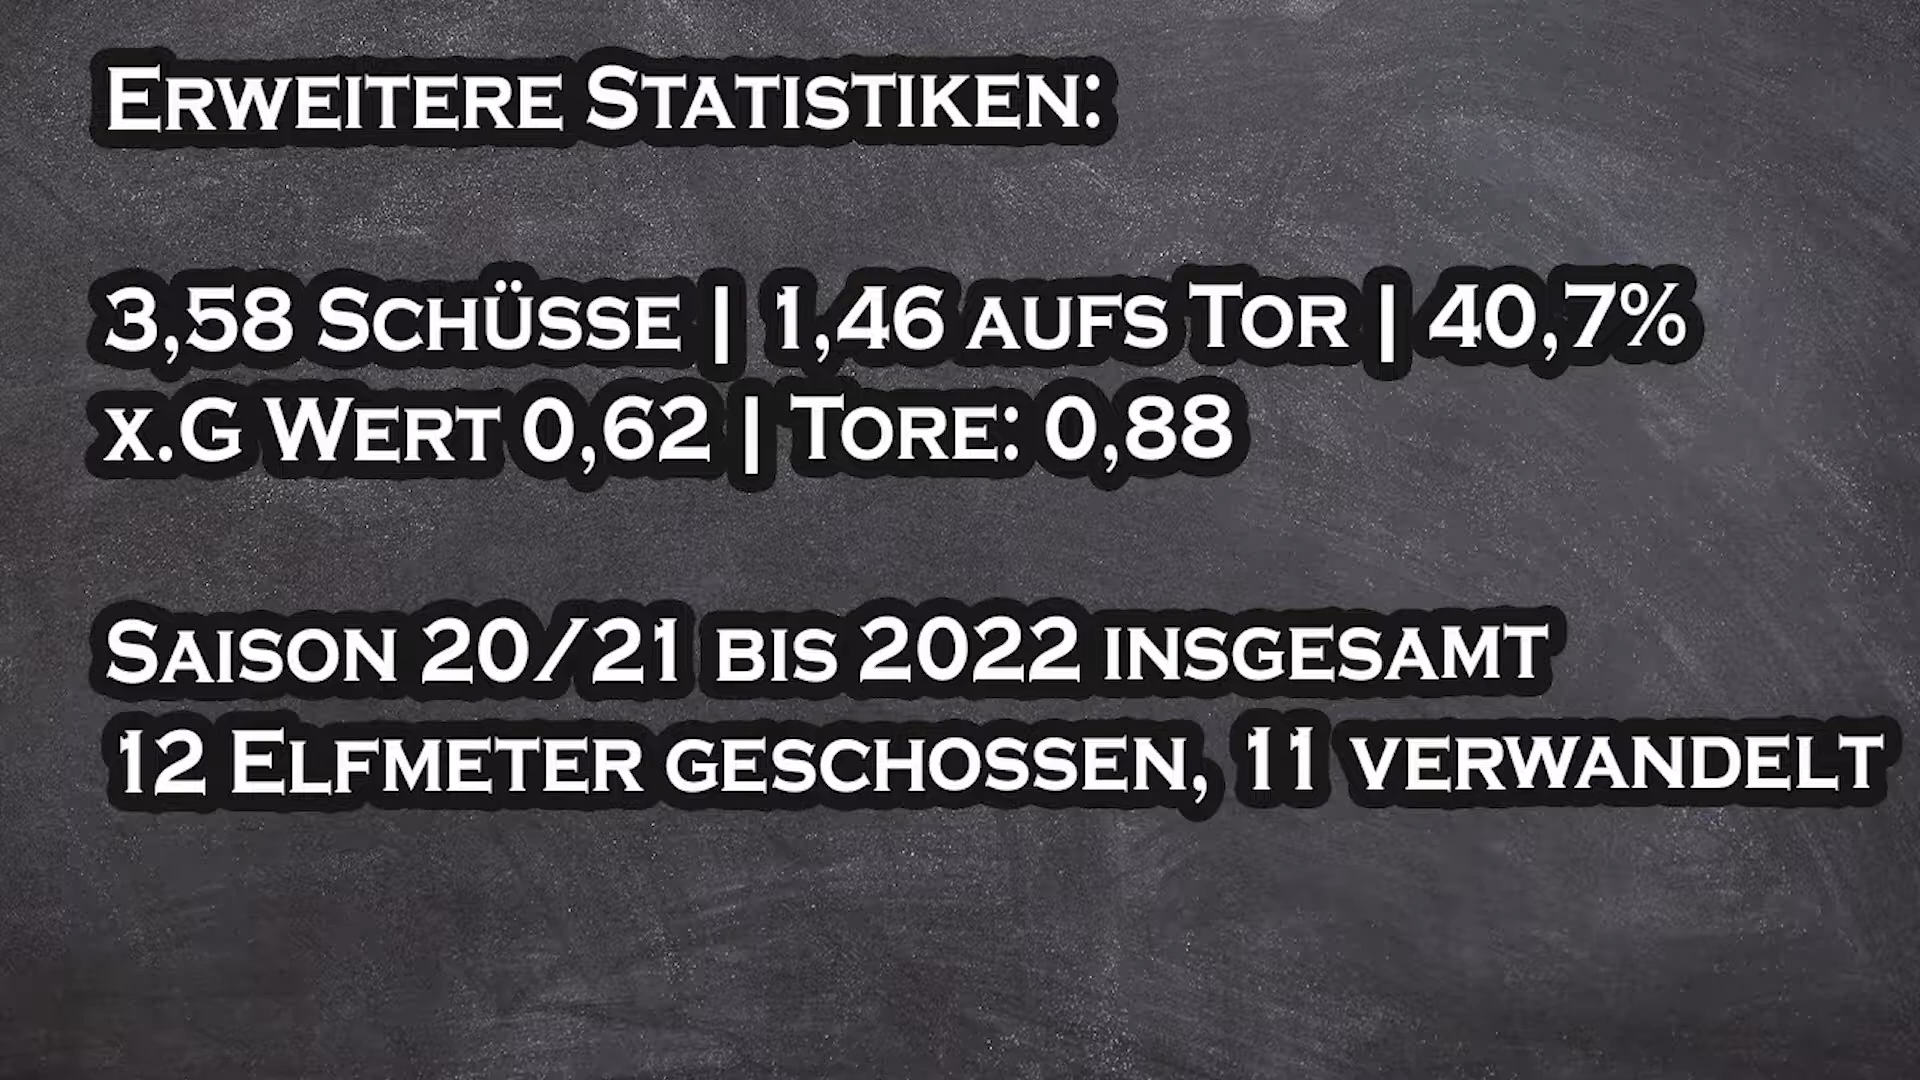 Erweitere Statistiken:
3,58 Schüsse | 1,46 aufs Tor | 40,7%
x.G Wert 0,62 | Tore: 0,88
Saison 20/21 bis 2022 insgesamt
12 Elfmeter geschossen, 11 verwandelt